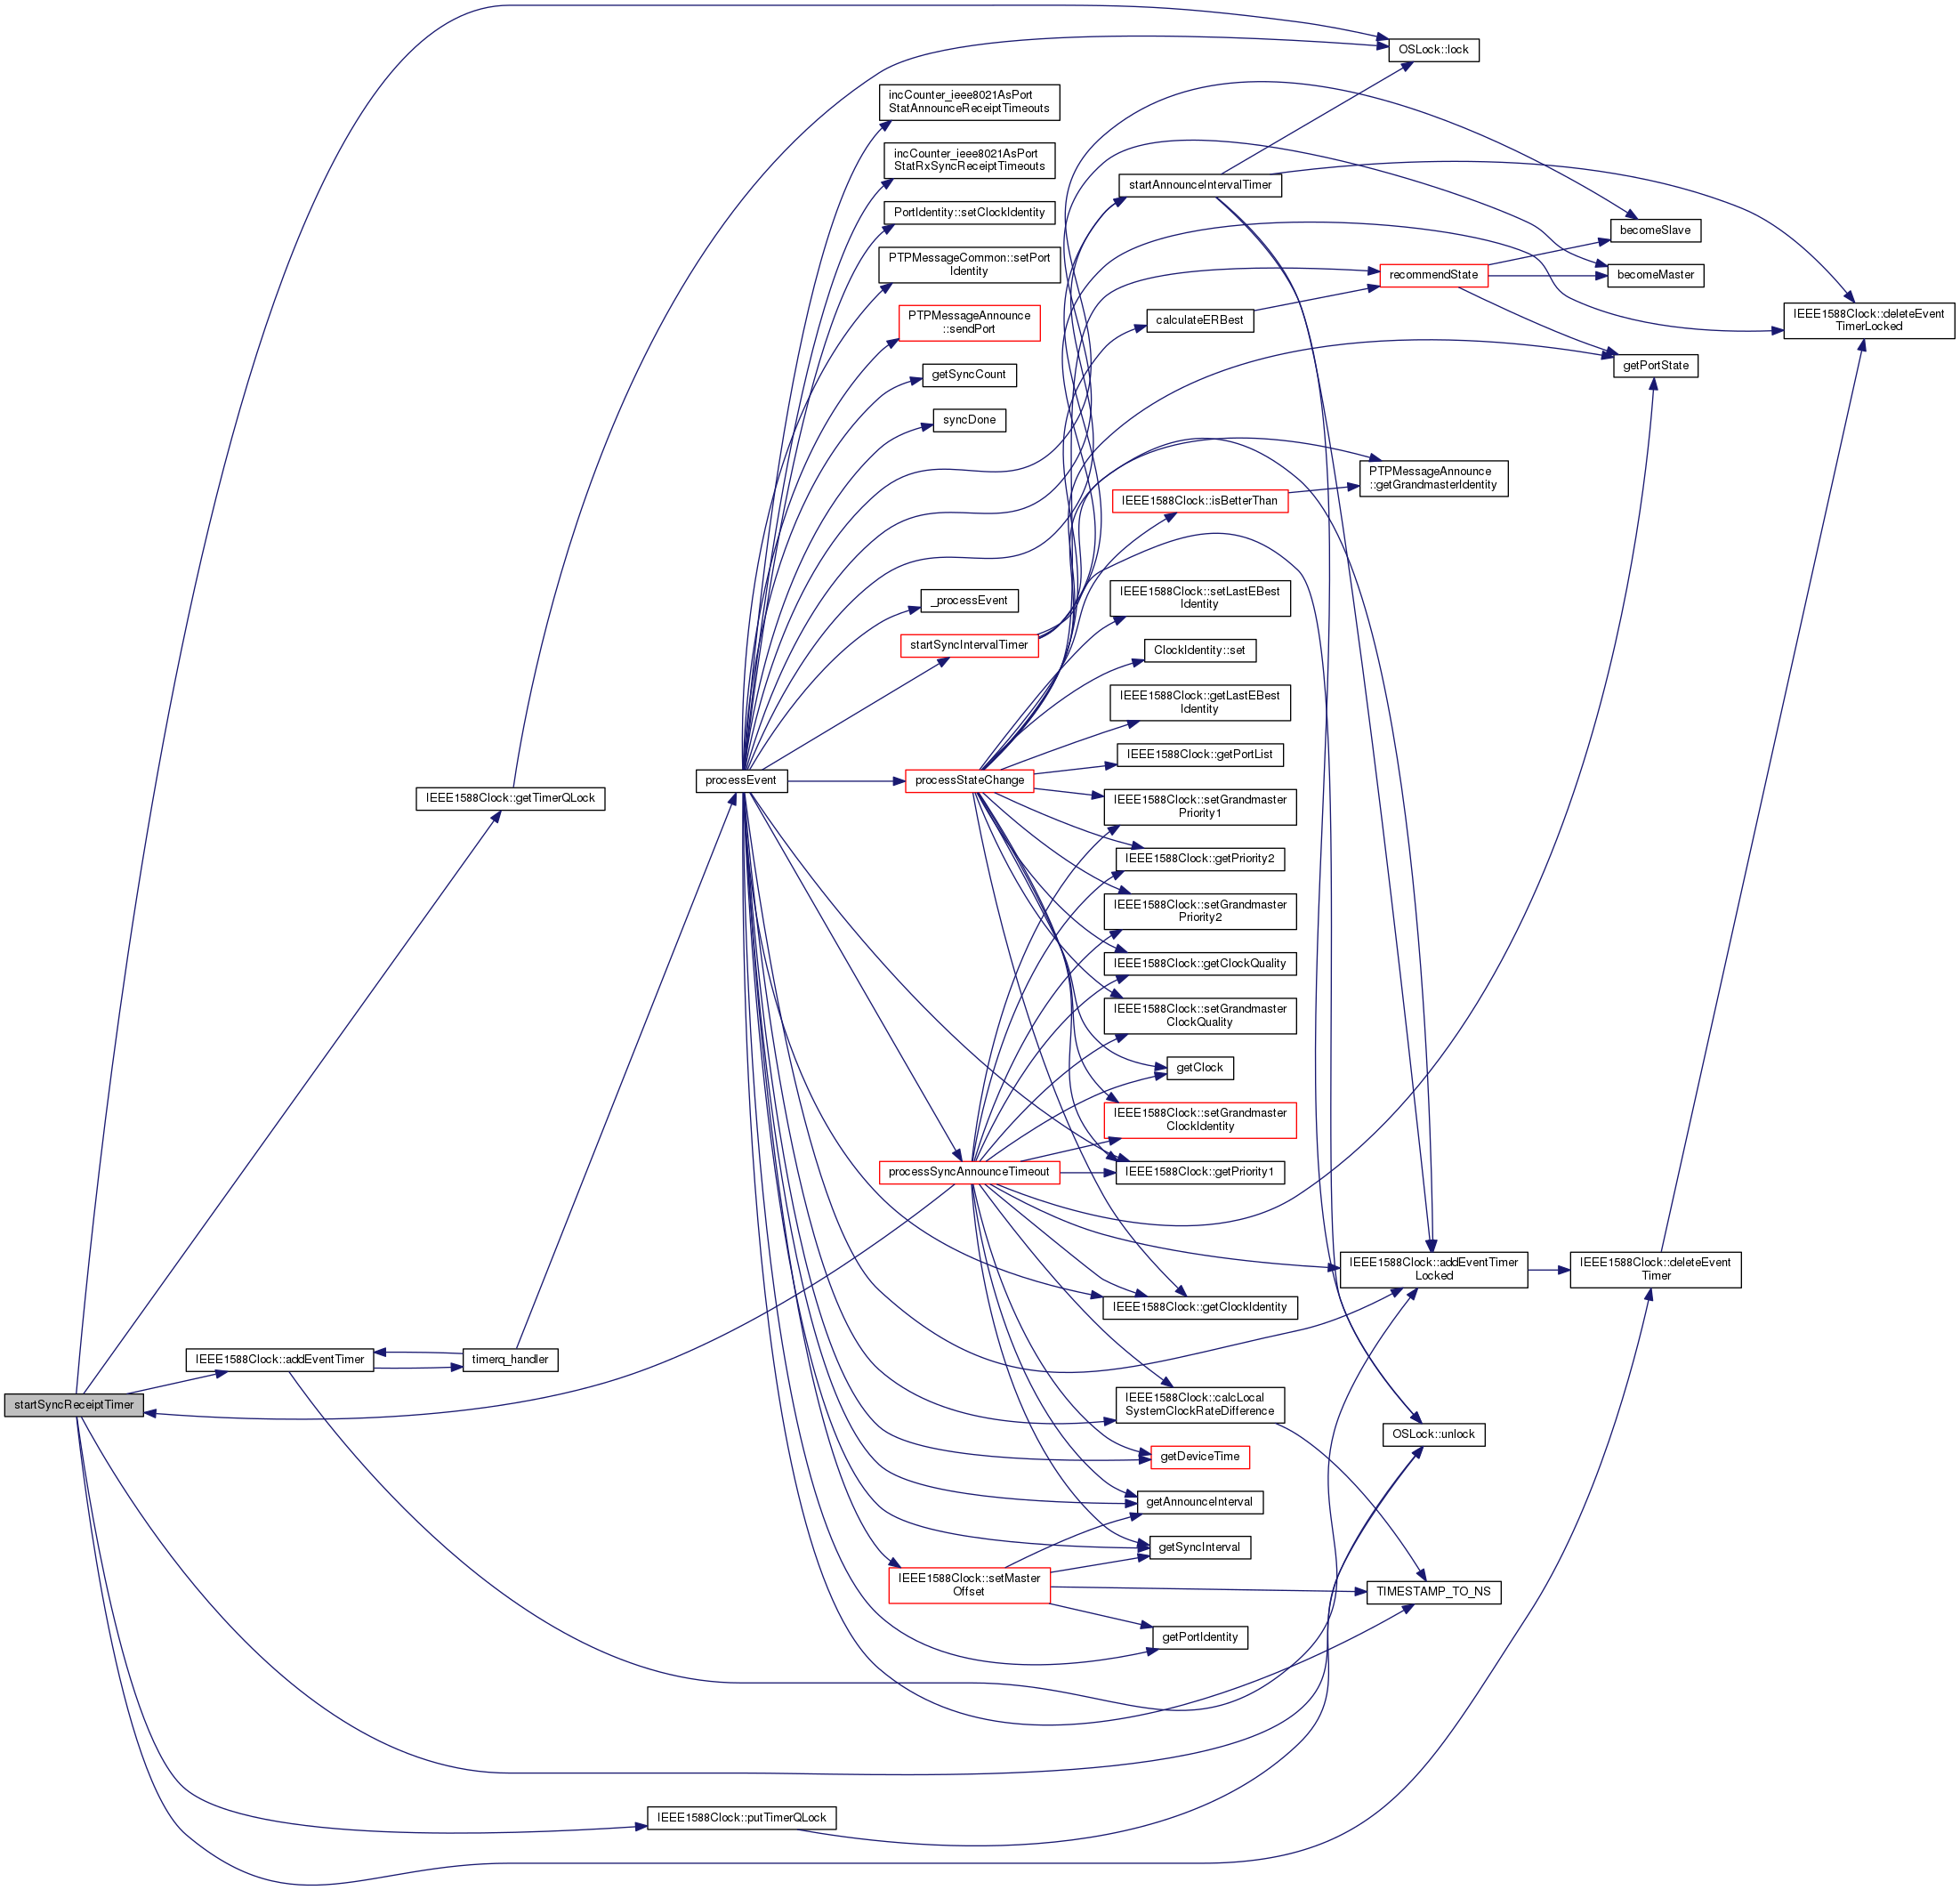 OSLock::lock
incCounter_ieee8021AsPort
StatAnnounceReceiptTimeouts
incCounter_ieee8021AsPort
StatRxSyncReceiptTimeouts
startAnnounceIntervalTimer
PortIdentity::setClockIdentity
becomeSlave
PTPMessageCommon::setPort
Identity
recommendState
becomeMaster
PTPMessageAnnounce
::sendPort
calculateERBest
IEEE1588Clock::deleteEvent
TimerLocked
getSyncCount
getPortState
syncDone
IEEE1588Clock::isBetterThan
PTPMessageAnnounce
::getGrandmasterIdentity
_processEvent
IEEE1588Clock::setLastEBest
Identity
startSyncIntervalTimer
ClockIdentity::set
IEEE1588Clock::getLastEBest
Identity
IEEE1588Clock::getPortList
processEvent
processStateChange
IEEE1588Clock::getTimerQLock
IEEE1588Clock::setGrandmaster
Priority1
IEEE1588Clock::getPriority2
IEEE1588Clock::setGrandmaster
Priority2
IEEE1588Clock::getClockQuality
IEEE1588Clock::setGrandmaster
ClockQuality
getClock
IEEE1588Clock::setGrandmaster
ClockIdentity
processSyncAnnounceTimeout
IEEE1588Clock::getPriority1
IEEE1588Clock::addEventTimer
Locked
IEEE1588Clock::deleteEvent
Timer
IEEE1588Clock::getClockIdentity
IEEE1588Clock::addEventTimer
timerq_handler
startSyncReceiptTimer
IEEE1588Clock::calcLocal
SystemClockRateDifference
OSLock::unlock
getDeviceTime
getAnnounceInterval
getSyncInterval
IEEE1588Clock::setMaster
Offset
TIMESTAMP_TO_NS
getPortIdentity
IEEE1588Clock::putTimerQLock